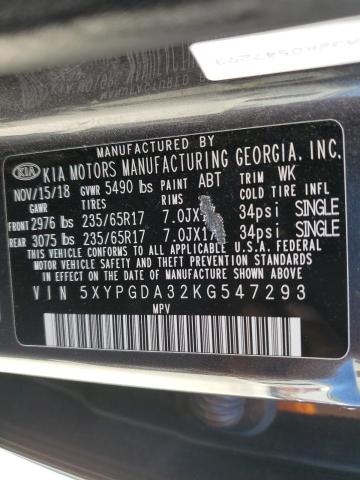 MANUFACTURED BY
KIA KIA MOTORS MANUFACTURING GEORGIA, INC.
NOV/15/18 GVWR 5490 lbs PAINT ABT TRIM WK
GAWR TIRES RIMS COLD TIRE INFL
FRONT 2976 lbs 235/65R17 7.0JX 34psi SINGLE
REAR 3075 lbs 235/65R17 7.0JX1 34psi SINGLE
THIS VEHICLE CONFORMS TO ALL APPLICABLE U.S.A. FEDERAL
MOTOR VEHICLE SAFETY BUMPER AND THEFT PREVENTION STANDARDS
IN EFFECT ON THE DATE OF MANUFACTURE SHOWN ABOVE.
VIN 5XYPGDA32KG547293
MPV